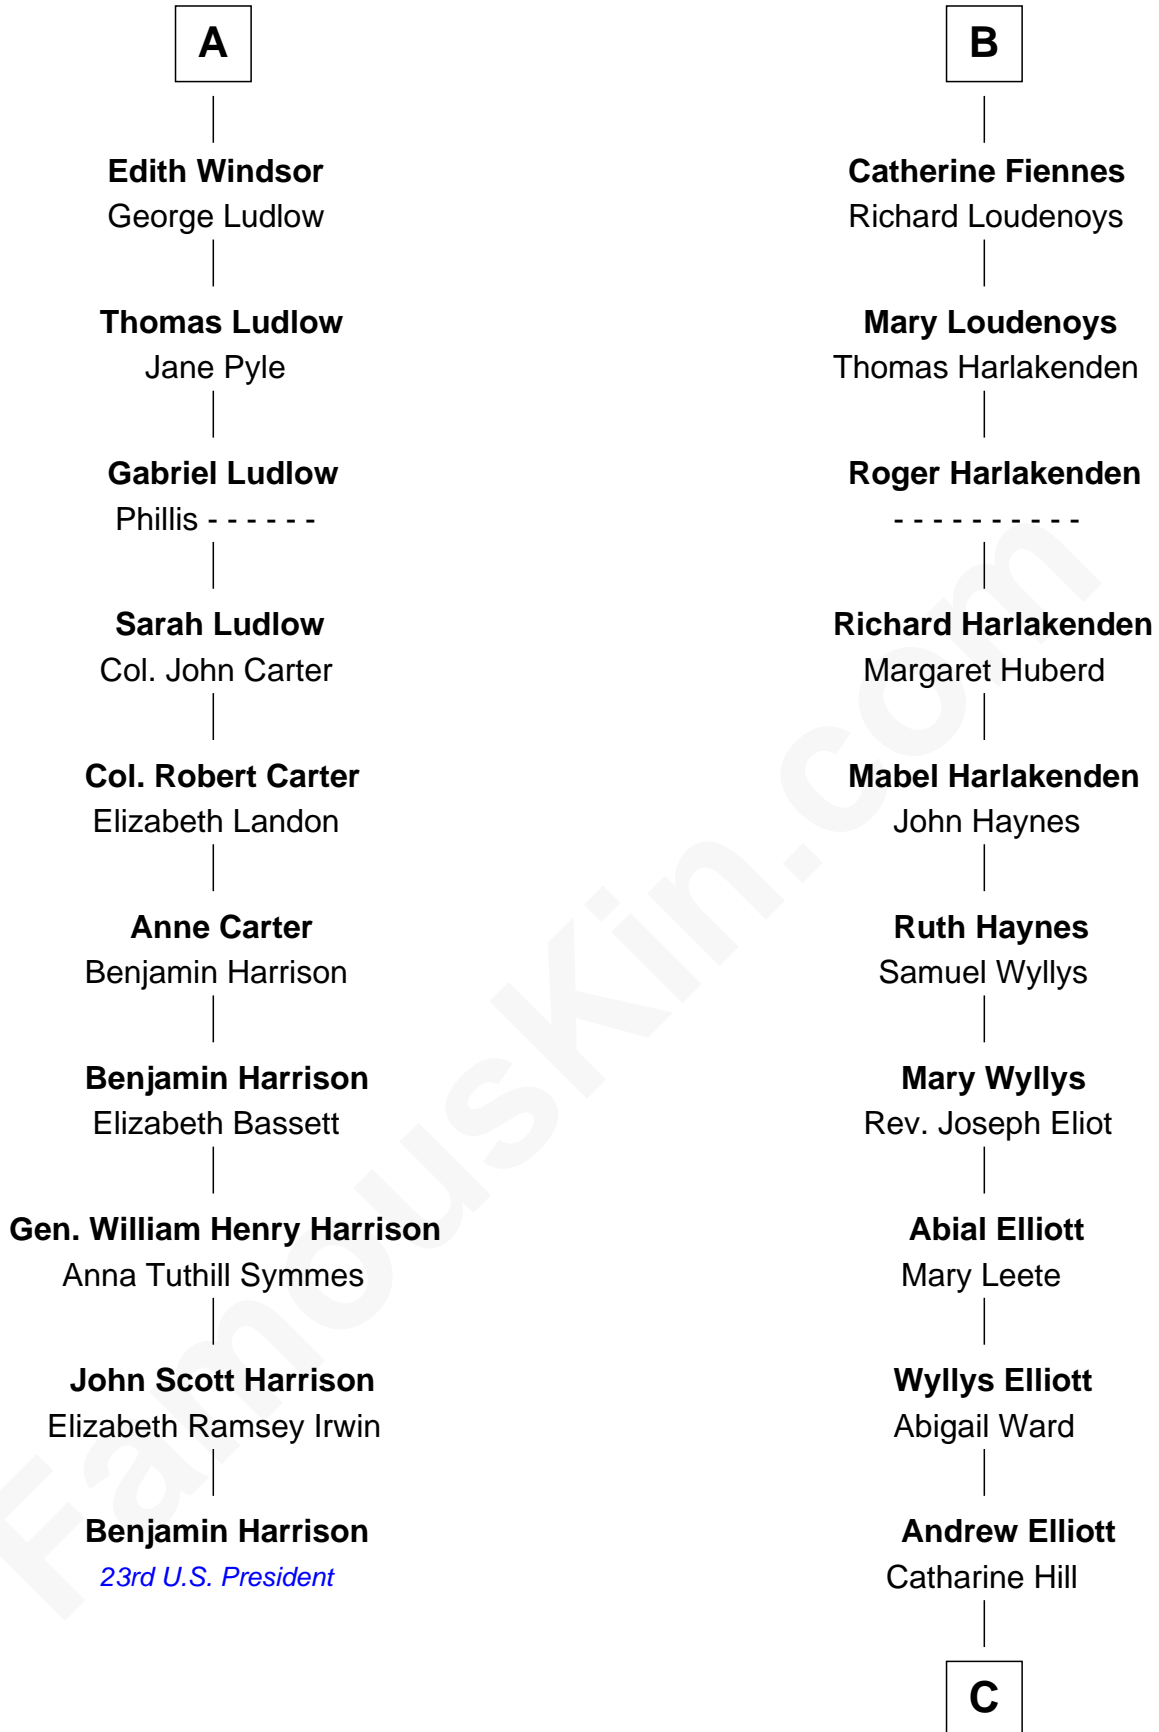 A
Edith Windsor
George Ludlow
Thomas Ludlow
Jane Pyle
Gabriel Ludlow
Phillis - - - - - -
Sarah Ludlow
Col. John Carter
Col. Robert Carter
Elizabeth Landon
Anne Carter
Benjamin Harrison
Benjamin Harrison
Elizabeth Bassett
Gen. William Henry Harrison
Anna Tuthill Symmes
John Scott Harrison
Elizabeth Ramsey Irwin
Benjamin Harrison
23rd U.S. President
B
Catherine Fiennes
Richard Loudenoys
Mary Loudenoys
Thomas Harlakenden
Roger Harlakenden
- - - - - - - - - -
Richard Harlakenden
Margaret Huberd
Mabel Harlakenden
John Haynes
Ruth Haynes
Samuel Wyllys
Mary Wyllys
Rev. Joseph Eliot
Abial Elliott
Mary Leete
Wyllys Elliott
Abigail Ward
Andrew Elliott
Catharine Hill
C
FamousKin.com